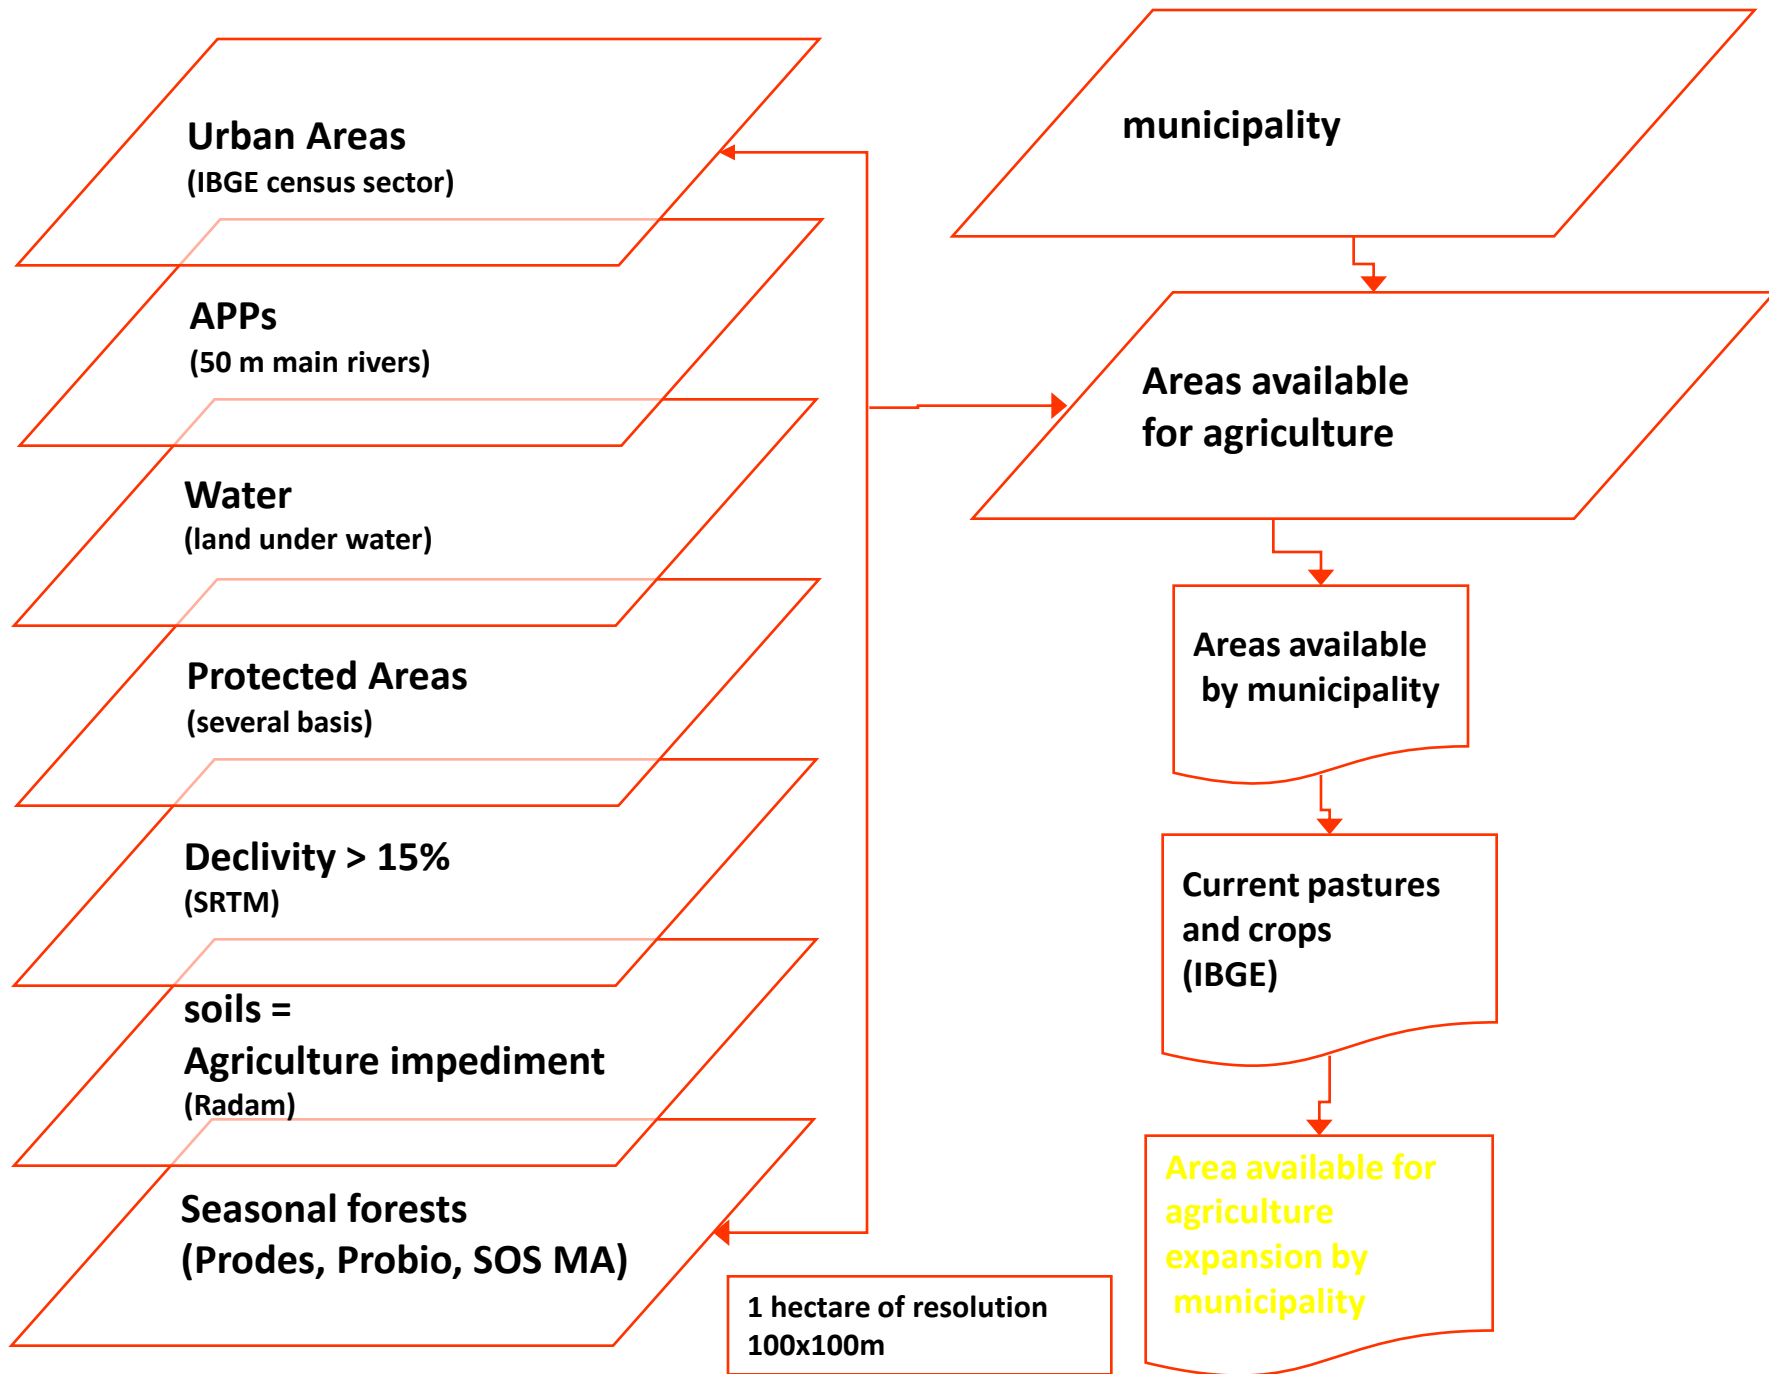 Urban Areas
(IBGE census sector)
APPs
(50 m main rivers)
Water
(land under water)
Protected Areas
(several basis)
Declivity > 15%
(SRTM)
soils =
Agriculture impediment
(Radam)
Seasonal forests
(Prodes, Probio, SOS MA)
municipality
Areas available
for agriculture
Areas available
by municipality
Current pastures
and crops
(IBGE)
Area available for
agriculture
expansion by
municipality
1 hectare of resolution
100x100m